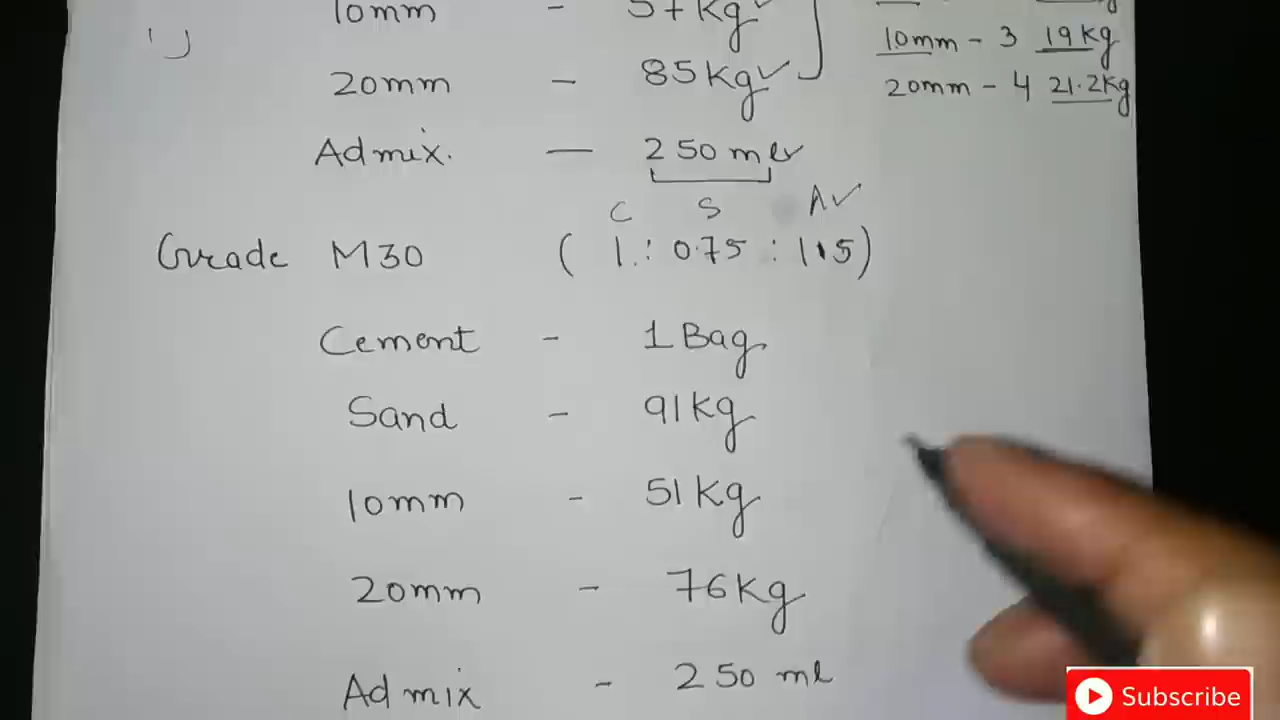 10mm - 57kg
10mm - 3 19kg
20mm - 85kg
20mm - 4 21.2kg
Admix. - 250 ml
C S A
Grade M30 (1 : 0.75 : 1.5)
Cement - 1 Bag
Sand - 91kg
10mm - 51kg
20mm - 76kg
Admix - 250 ml
Subscribe